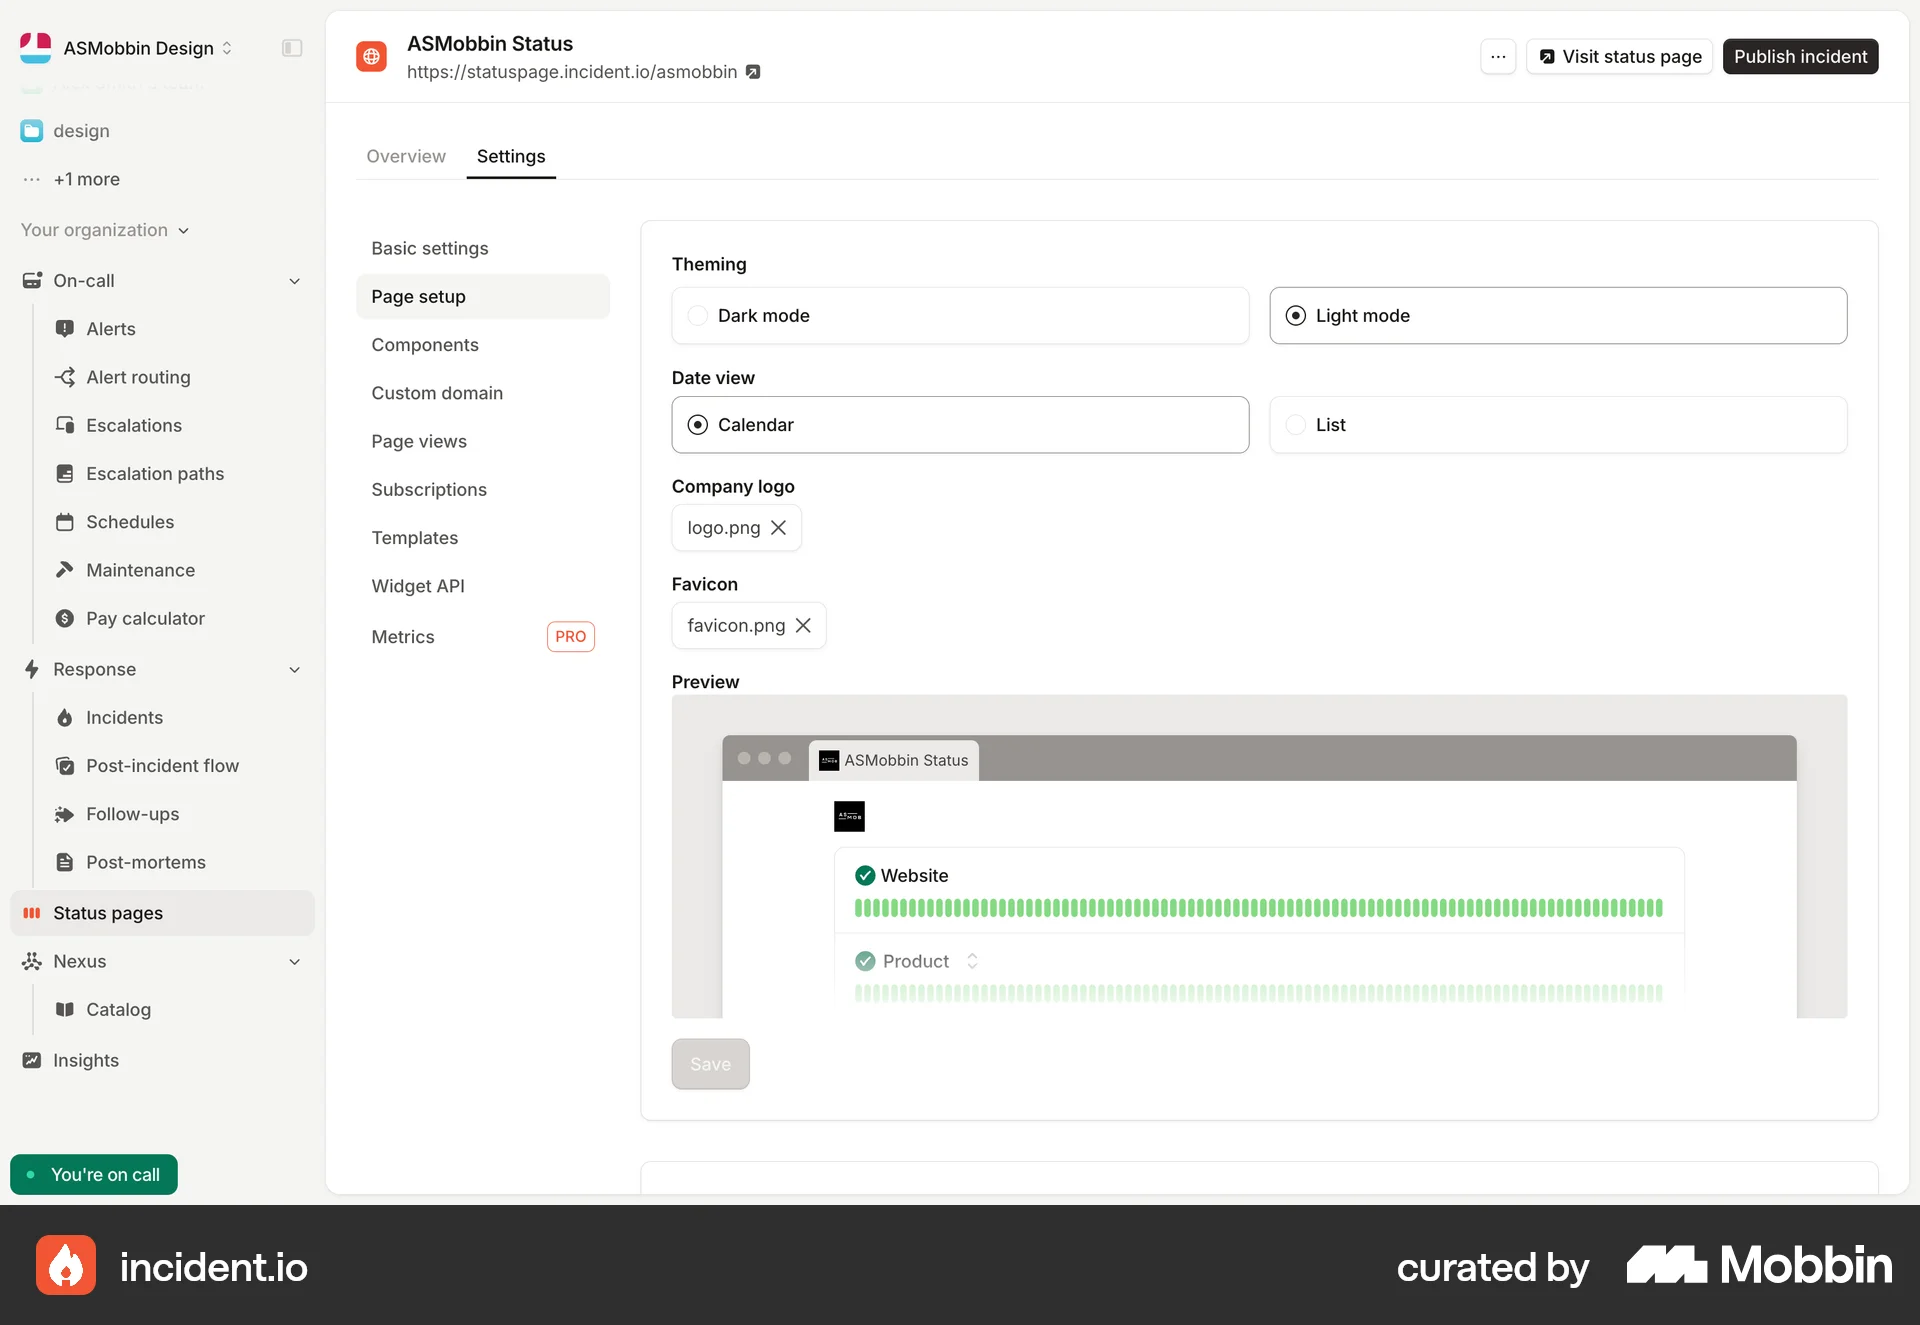 ASMobbin Design
design
+1 more
Your organization
On-call
Alerts
Alert routing
Escalations
Escalation paths
Schedules
Maintenance
Pay calculator
Response
Incidents
Post-incident flow
Follow-ups
Post-mortems
Status pages
Nexus
Catalog
Insights
You're on call
ASMobbin Status
https://statuspage.incident.io/asmobbin
Visit status page
Publish incident
Overview
Settings
Basic settings
Page setup
Components
Custom domain
Page views
Subscriptions
Templates
Widget API
Metrics
PRO
Theming
Dark mode
Light mode
Date view
Calendar
List
Company logo
logo.png
Favicon
favicon.png
Preview
ASMobbin Status
Website
Product
Save
incident.io
curated by
Mobbin